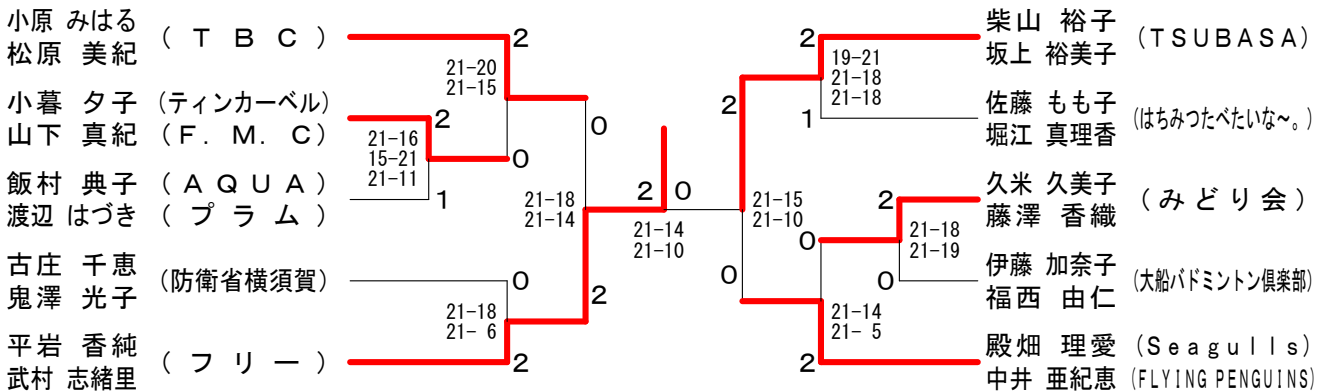 小原 みはる
松原 美紀
(TBC)
小暮 夕子 (ティンカーベル)
山下 真紀 (F.M.C)
飯村 典子 (AQUA)
渡辺 はづき (プラム)
古庄 千恵
鬼澤 光子
(防衛省横須賀)
平岩 香純
武村 志緒里
(フリー)
2
21-20
21-15
2
21-16
15-21
21-11
0
1
0
21-18
21-14
0
21-18
21- 6
2
2
2
0
21-14
21-10
2
19-21
21-18
21-18
1
2
21-15
21-10
0
2
21-18
21-19
0
0
21-14
21- 5
2
柴山 裕子
坂上 裕美子
(TSUBASA)
佐藤 もも子
堀江 真理香
(はちみつたべたいな~。)
久米 久美子
藤澤 香織
(みどり会)
伊藤 加奈子
福西 由仁
(大船バドミントン倶楽部)
殿畑 理愛 (Seagulls)
中井 亜紀恵 (FLYING PENGUINS)